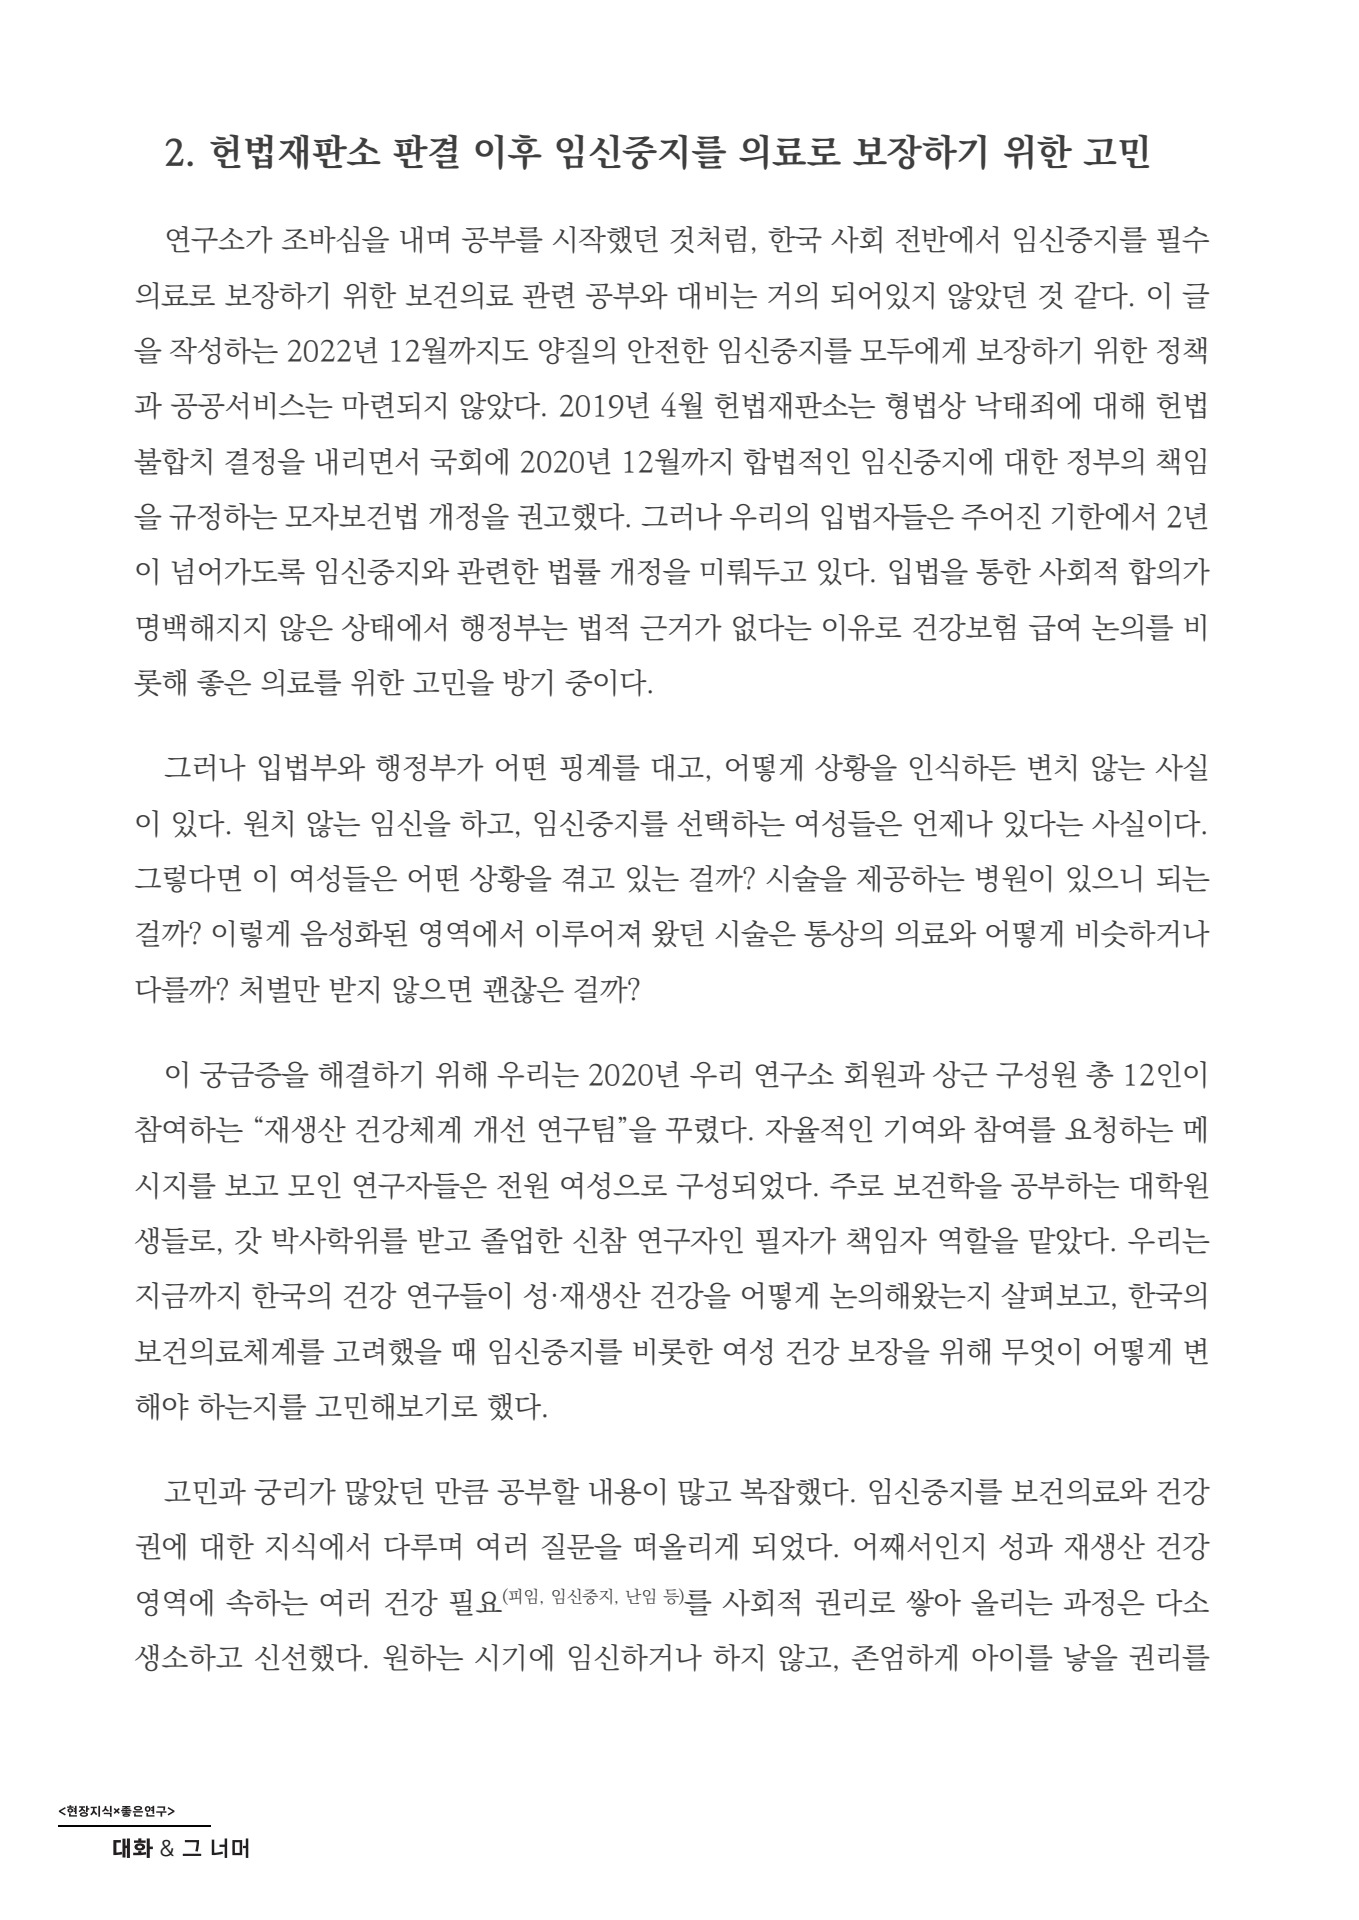 2. 헌법재판소 판결 이후 임신중지를 의료로 보장하기 위한 고민
연구소가 조바심을 내며 공부를 시작했던 것처럼, 한국 사회 전반에서 임신중지를 필수
의료로 보장하기 위한 보건의료 관련 공부와 대비는 거의 되어있지 않았던 것 같다. 이 글
을 작성하는 2022년 12월까지도 양질의 안전한 임신중지를 모두에게 보장하기 위한 정책
과 공공서비스는 마련되지 않았다. 2019년 4월 헌법재판소는 형법상 낙태죄에 대해 헌법
불합치 결정을 내리면서 국회에 2020년 12월까지 합법적인 임신중지에 대한 정부의 책임
을 규정하는 모자보건법 개정을 권고했다. 그러나 우리의 입법자들은 주어진 기한에서 2년
이 넘어가도록 임신중지와 관련한 법률 개정을 미뤄두고 있다. 입법을 통한 사회적 합의가
명백해지지 않은 상태에서 행정부는 법적 근거가 없다는 이유로 건강보험 급여 논의를 비
롯해 좋은 의료를 위한 고민을 방기 중이다.
그러나 입법부와 행정부가 어떤 핑계를 대고, 어떻게 상황을 인식하든 변치 않는 사실
이 있다. 원치 않는 임신을 하고, 임신중지를 선택하는 여성들은 언제나 있다는 사실이다.
그렇다면 이 여성들은 어떤 상황을 겪고 있는 걸까? 시술을 제공하는 병원이 있으니 되는
걸까? 이렇게 음성화된 영역에서 이루어져 왔던 시술은 통상의 의료와 어떻게 비슷하거나
다를까? 처벌만 받지 않으면 괜찮은 걸까?
이 궁금증을 해결하기 위해 우리는 2020년 우리 연구소 회원과 상근 구성원 총 12인이
참여하는 “재생산 건강체계 개선 연구팀”을 꾸렸다. 자율적인 기여와 참여를 요청하는 메
시지를 보고 모인 연구자들은 전원 여성으로 구성되었다. 주로 보건학을 공부하는 대학원
생들로, 갓 박사학위를 받고 졸업한 신참 연구자인 필자가 책임자 역할을 맡았다. 우리는
지금까지 한국의 건강 연구들이 성·재생산 건강을 어떻게 논의해왔는지 살펴보고, 한국의
보건의료체계를 고려했을 때 임신중지를 비롯한 여성 건강 보장을 위해 무엇이 어떻게 변
해야 하는지를 고민해보기로 했다.
고민과 궁리가 많았던 만큼 공부할 내용이 많고 복잡했다. 임신중지를 보건의료와 건강
권에 대한 지식에서 다루며 여러 질문을 떠올리게 되었다. 어째서인지 성과 재생산 건강
영역에 속하는 여러 건강 필요(피임, 임신중지, 난임 등)를 사회적 권리로 쌓아 올리는 과정은 다소
생소하고 신선했다. 원하는 시기에 임신하거나 하지 않고, 존엄하게 아이를 낳을 권리를
<현장지식×좋은연구>
대화 & 그 너머